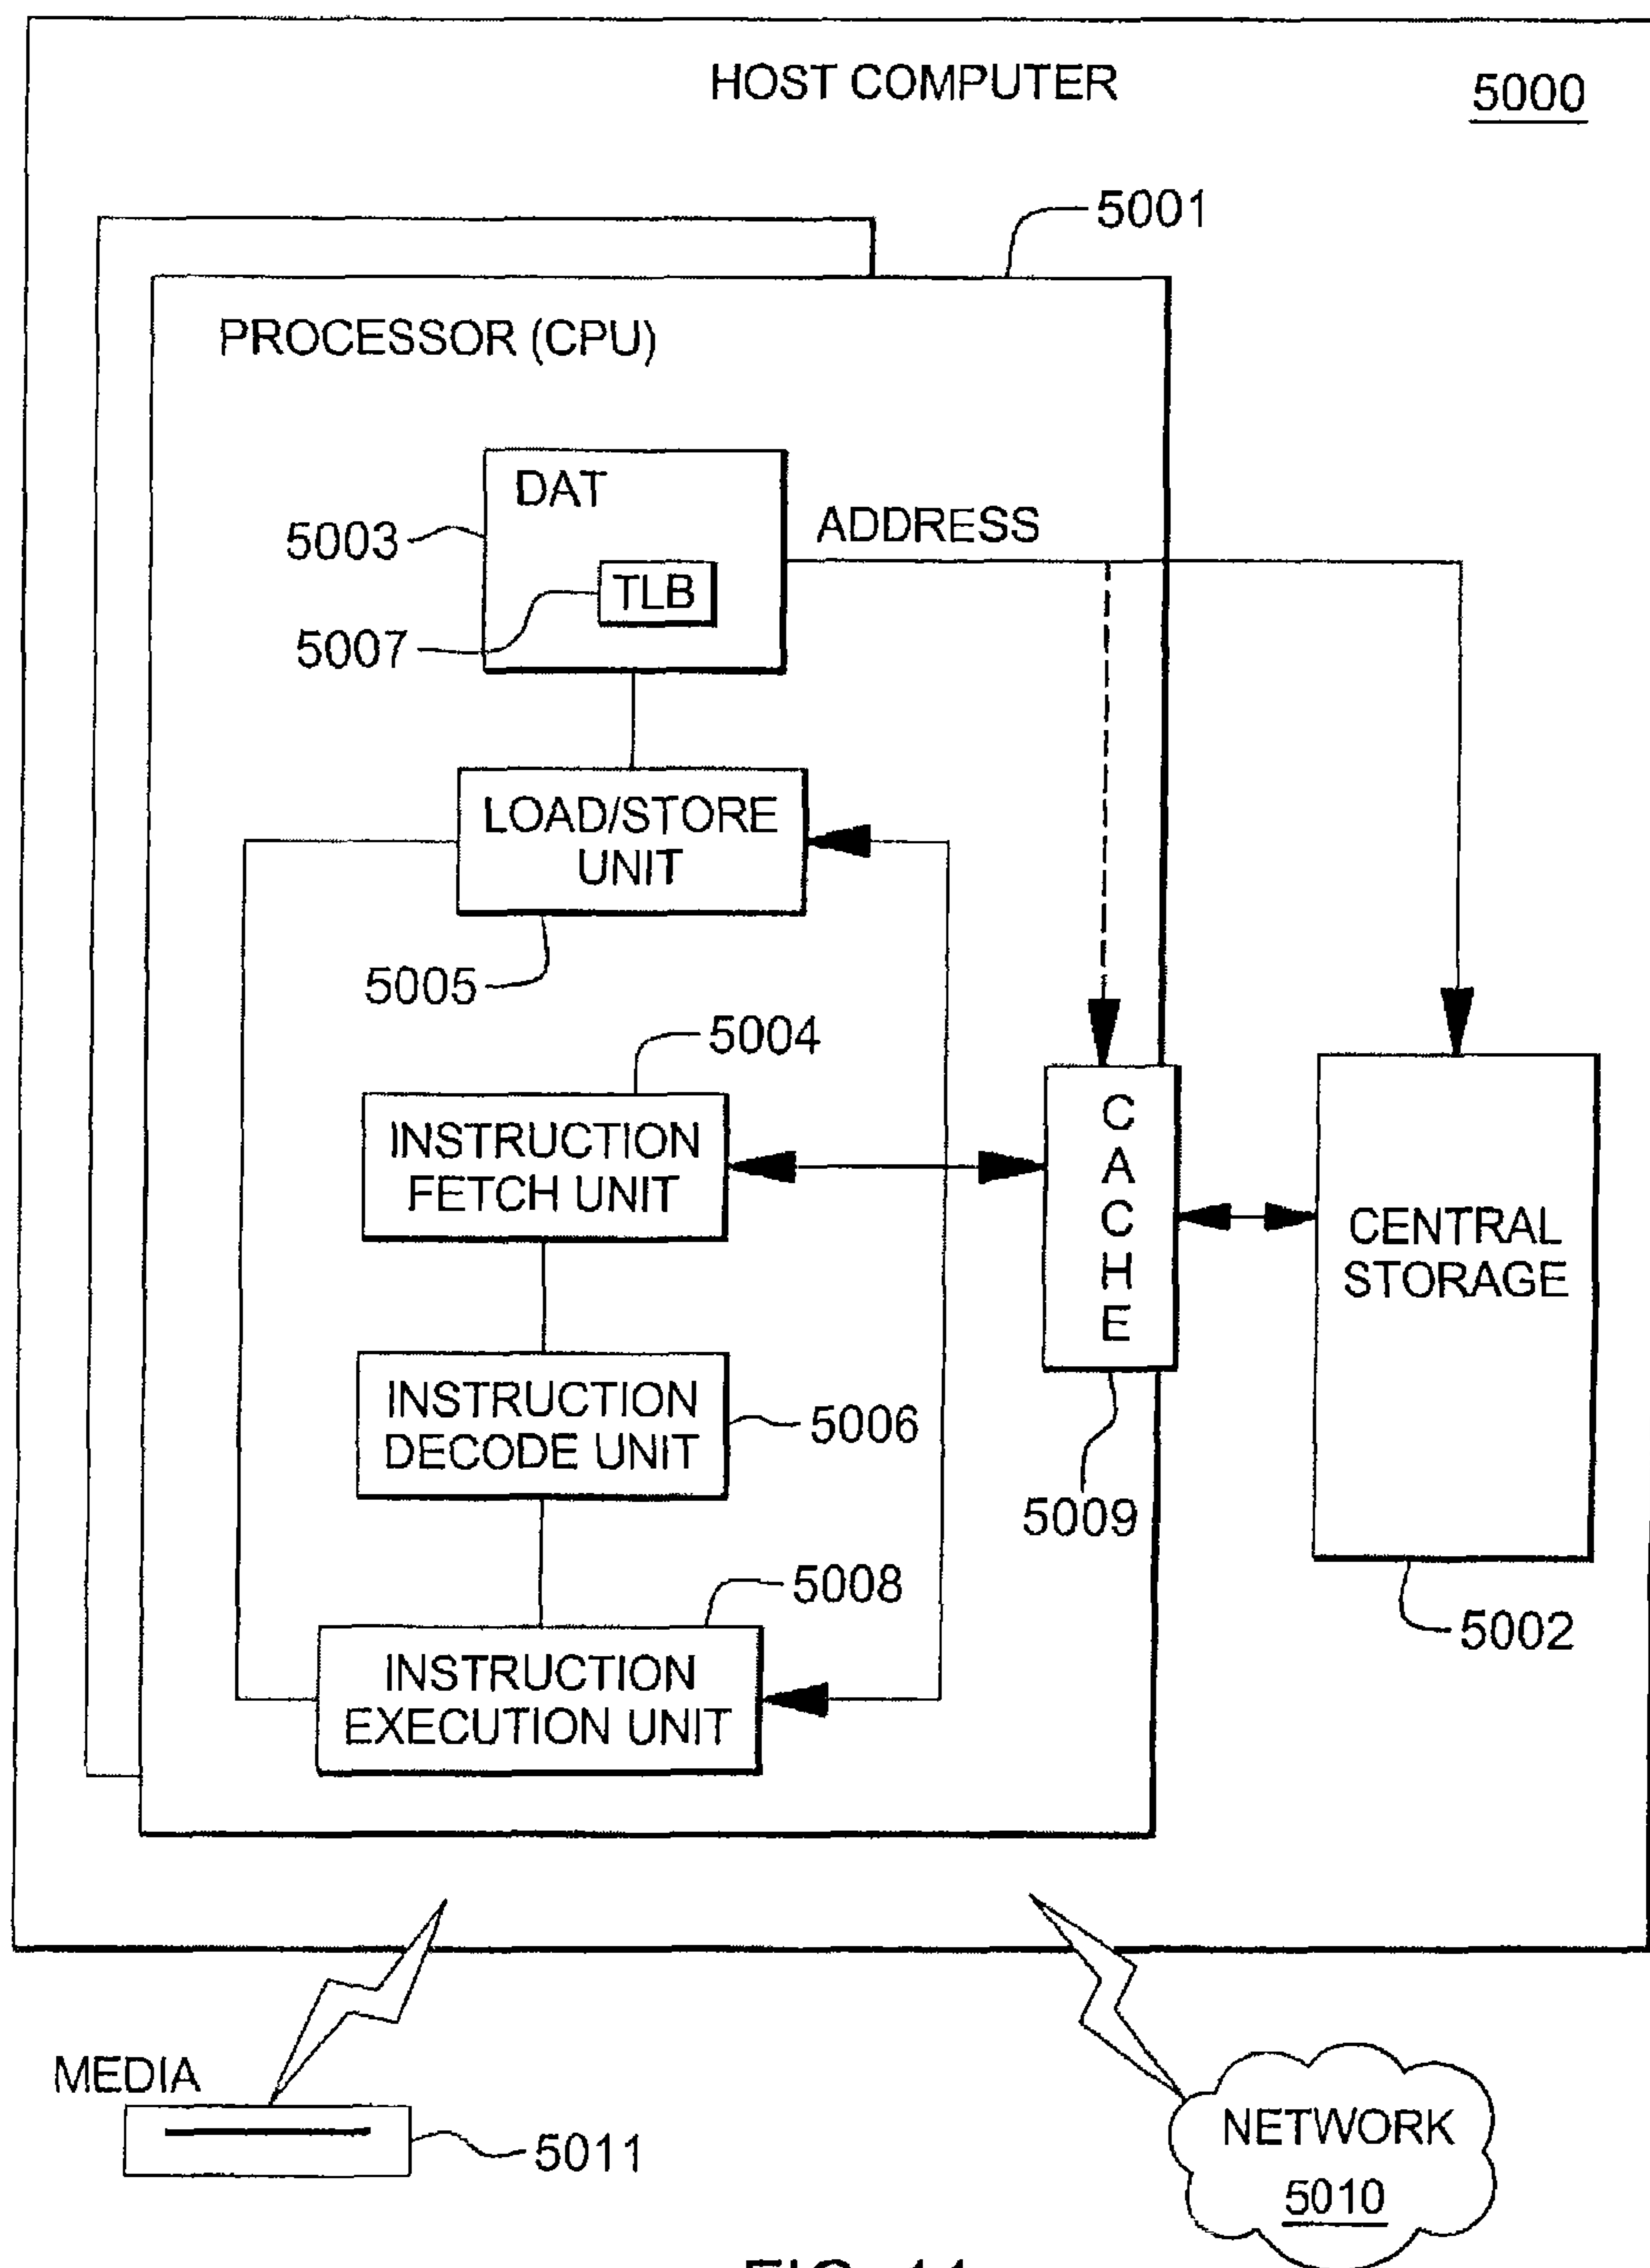 HOST COMPUTER
5000
5001
PROCESSOR (CPU)
DAT
5003
ADDRESS
TLB
5007
LOAD/STORE
UNIT
5005
5004
INSTRUCTION
FETCH UNIT
CACHE
CENTRAL
STORAGE
INSTRUCTION
DECODE UNIT
5006
5009
5008
INSTRUCTION
EXECUTION UNIT
5002
MEDIA
5011
NETWORK
5010